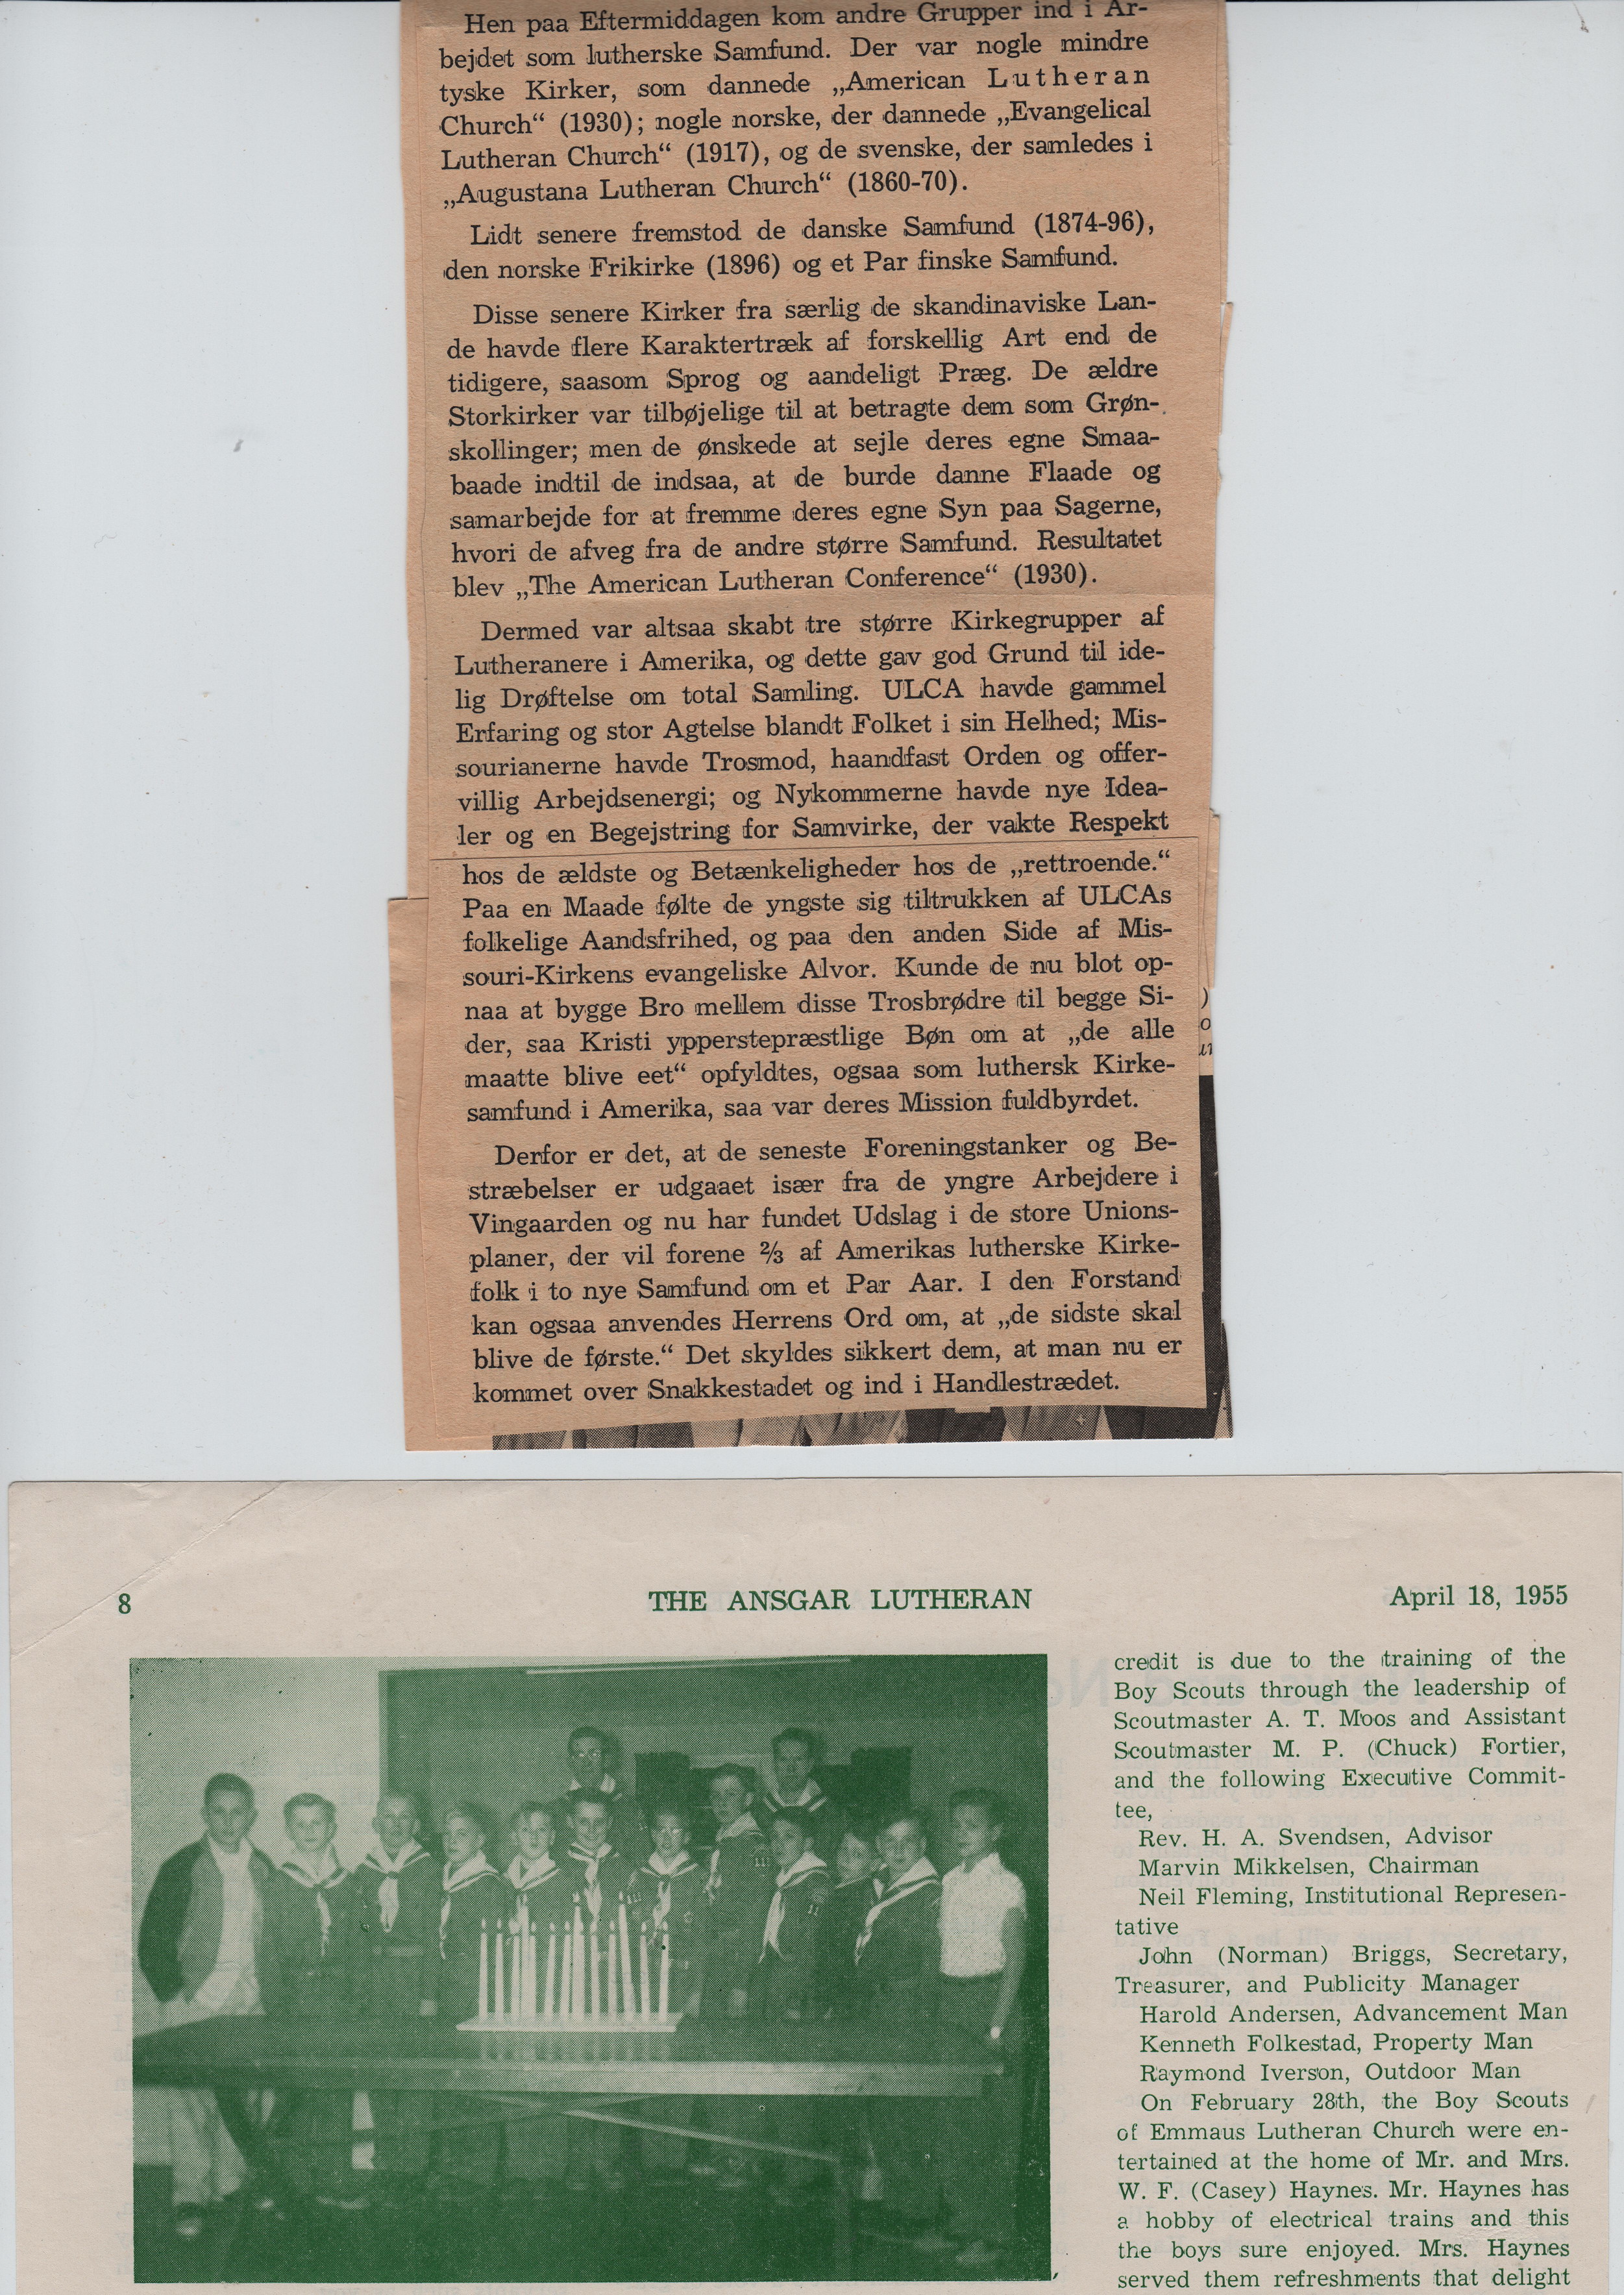 Hen paa Eftermiddagen kom andre Grupper ind i Ar-
bejdet som lutherske Samfund. Der var nogle mindre
tyske Kirker, som dannede „American Lutheran
Church“ (1930); nogle norske, der dannede „Evangelical
Lutheran Church“ (1917), og de svenske, der samledes i
„Augustana Lutheran Church“ (1860-70).
Lidt senere fremstod de danske Samfund (1874-96),
den norske Frikirke (1896) og et Par finske Samfund.
Disse senere Kirker fra særlig de skandinaviske Lan-
de havde flere Karaktertræk af forskellig Art end de
tidigere, saasom Sprog og aandeligt Præg. De ældre
Storkirker var tilbøjelige til at betragte dem som Grøn-
skollinger; men de ønskede at sejle deres egne Smaa-
baade indtil de indsaa, at de burde danne Flaade og
samarbejde for at fremme deres egne Syn paa Sagerne,
hvori de afveg fra de andre større Samfund. Resultatet
blev „The American Lutheran Conference“ (1930).
Dermed var altsaa skabt tre større Kirkegrupper af
Lutheranere i Amerika, og dette gav god Grund til ide-
lig Drøftelse om total Samling. ULCA havde gammel
Erfaring og stor Agtelse blandt Folket i sin Helhed; Mis-
sourianerne havde Trosmod, haandfast Orden og offer-
villig Arbejdsenergi; og Nykommerne havde nye Idea-
ler og en Begejstring for Samvirke, der vakte Respekt
hos de ældste og Betænkeligheder hos de „rettroende.“
Paa en Maade følte de yngste sig tiltrukken af ULCAs
folkelige Aandsfrihed, og paa den anden Side af Mis-
souri-Kirkens evangeliske Alvor. Kunde de nu blot op-
naa at bygge Bro mellem disse Trosbrødre til begge Si-
der, saa Kristi ypperstepræstlige Bøn om at „de alle
maatte blive eet“ opfyldtes, ogsaa som luthersk Kirke-
samfund i Amerika, saa var deres Mission fuldbyrdet.
Derfor er det, at de seneste Foreningstanker og Be-
stræbelser er udgaaet især fra de yngre Arbejdere i
Vingaarden og nu har fundet Udslag i de store Unions-
planer, der vil forene ⅔ af Amerikas lutherske Kirke-
folk i to nye Samfund om et Par Aar. I den Forstand
kan ogsaa anvendes Herrens Ord om, at „de sidste skal
blive de første.“ Det skyldes sikkert dem, at man nu er
kommet over Snakkestadet og ind i Handlestrædet.
8 THE ANSGAR LUTHERAN April 18, 1955
credit is due to the training of the
Boy Scouts through the leadership of
Scoutmaster A. T. Moos and Assistant
Scoutmaster M. P. (Chuck) Fortier,
and the following Executive Commit-
tee,
Rev. H. A. Svendsen, Advisor
Marvin Mikkelsen, Chairman
Neil Fleming, Institutional Represen-
tative
John (Norman) Briggs, Secretary,
Treasurer, and Publicity Manager
Harold Andersen, Advancement Man
Kenneth Folkestad, Property Man
Raymond Iverson, Outdoor Man
On February 28th, the Boy Scouts
of Emmaus Lutheran Church were en-
tertained at the home of Mr. and Mrs.
W. F. (Casey) Haynes. Mr. Haynes has
a hobby of electrical trains and this
the boys sure enjoyed. Mrs. Haynes
served them refreshments that delight